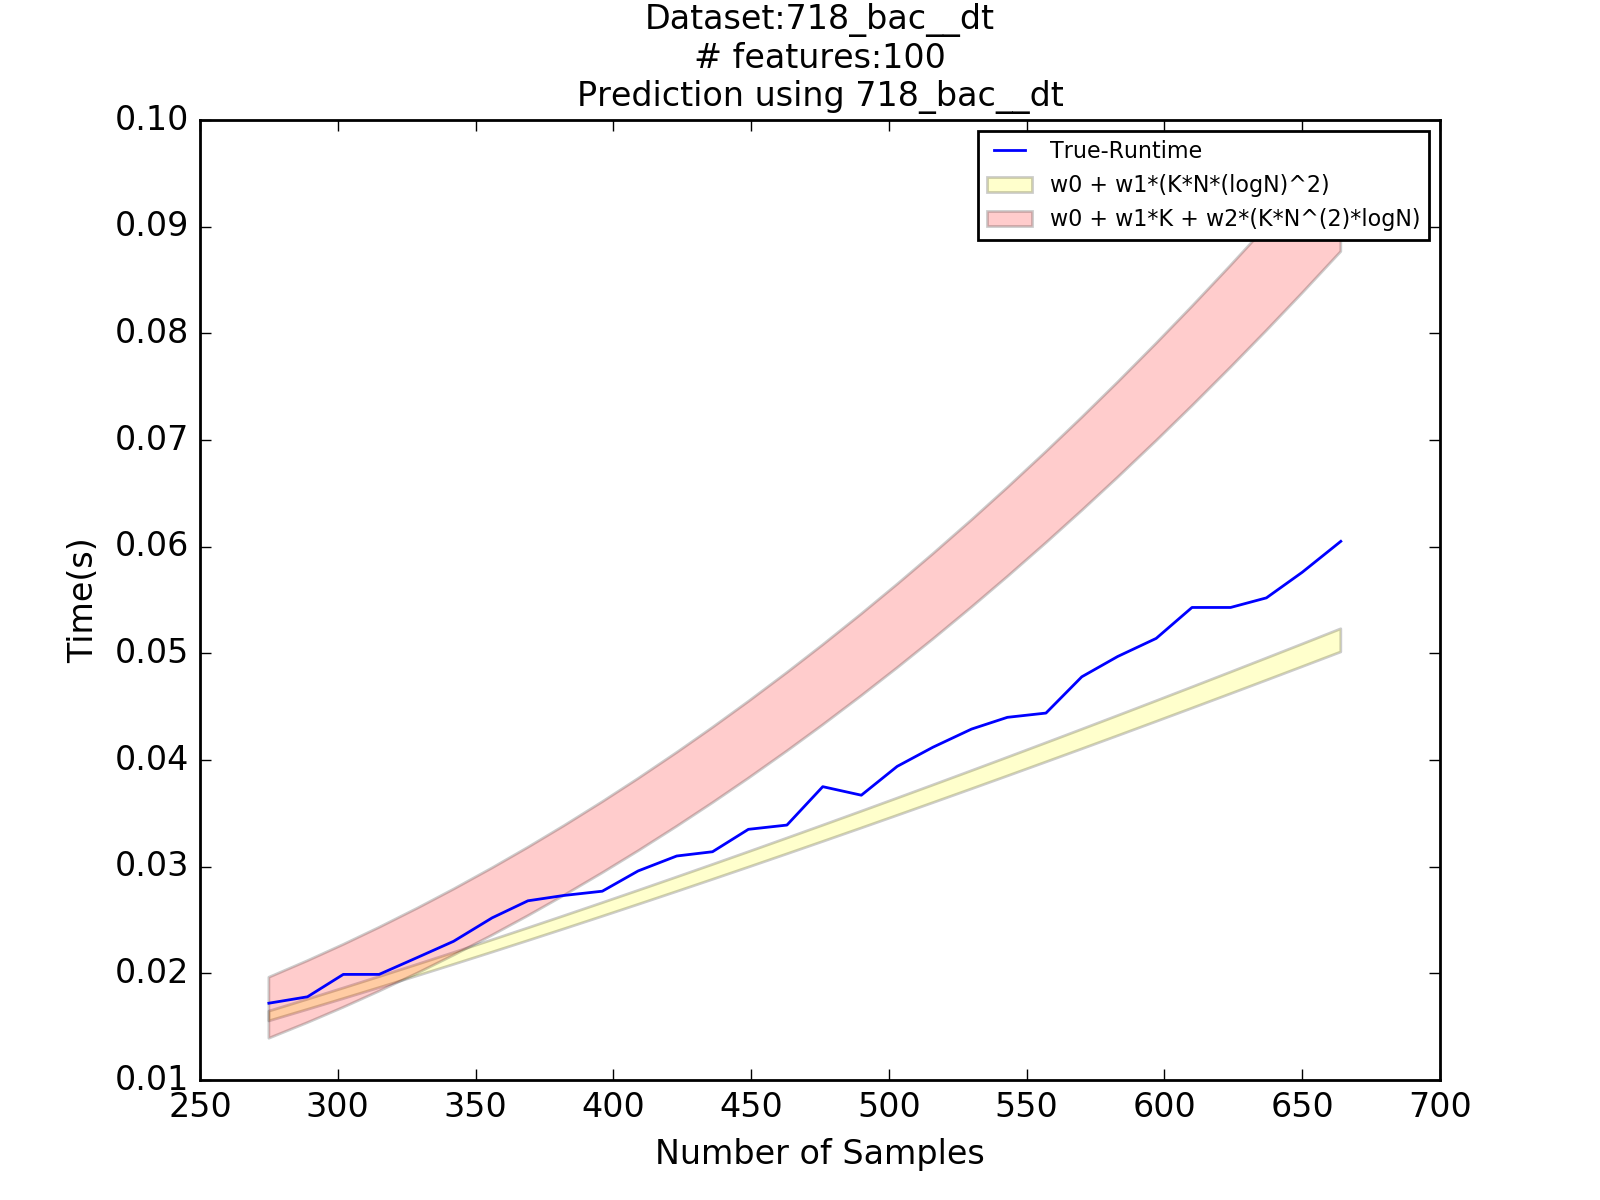 Dataset:718_bac__dt
# features:100
Prediction using 718_bac__dt
True-Runtime
w0 + w1*(K*N*(logN)^2)
w0 + w1*K + w2*(K*N^(2)*logN)
0.10
0.09
0.08
0.07
0.06
0.05
0.04
0.03
0.02
0.01
Time(s)
250 300 350 400 450 500 550 600 650 700
Number of Samples